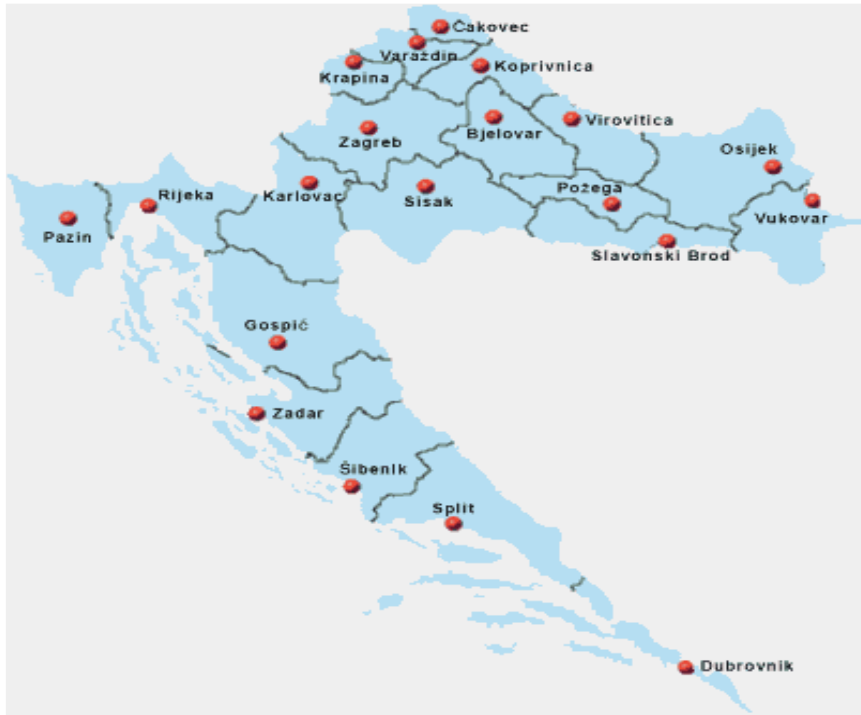 Čakovec
Varaždin
Krapina
Koprivnica
Virovitica
Zagreb
Bjelovar
Osijek
Rijeka
Karlovac
Sisak
Požega
Vukovar
Pazin
Slavonski Brod
Gospić
Zadar
Šibenik
Split
Dubrovnik